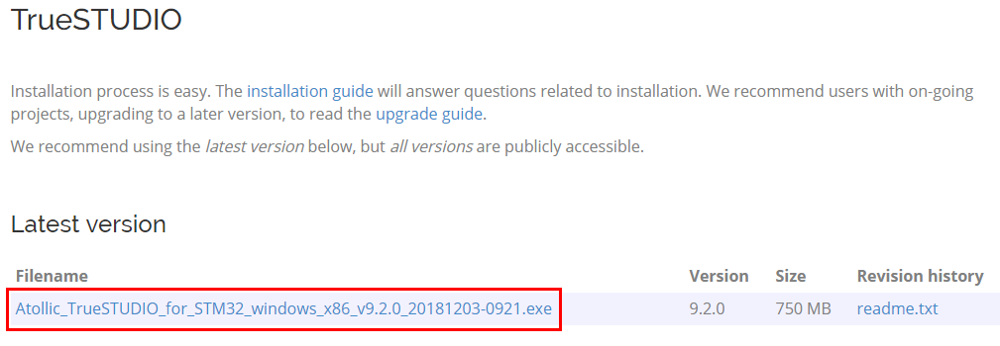 TrueSTUDIO
Installation process is easy. The installation guide will answer questions related to installation. We recommend users with on-going
projects, upgrading to a later version, to read the upgrade guide.
We recommend using the latest version below, but all versions are publicly accessible.
Latest version
Filename Version Size Revision history
Atollic_TrueSTUDIO_for_STM32_windows_x86_v9.2.0_20181203-0921.exe 9.2.0 750 MB readme.txt